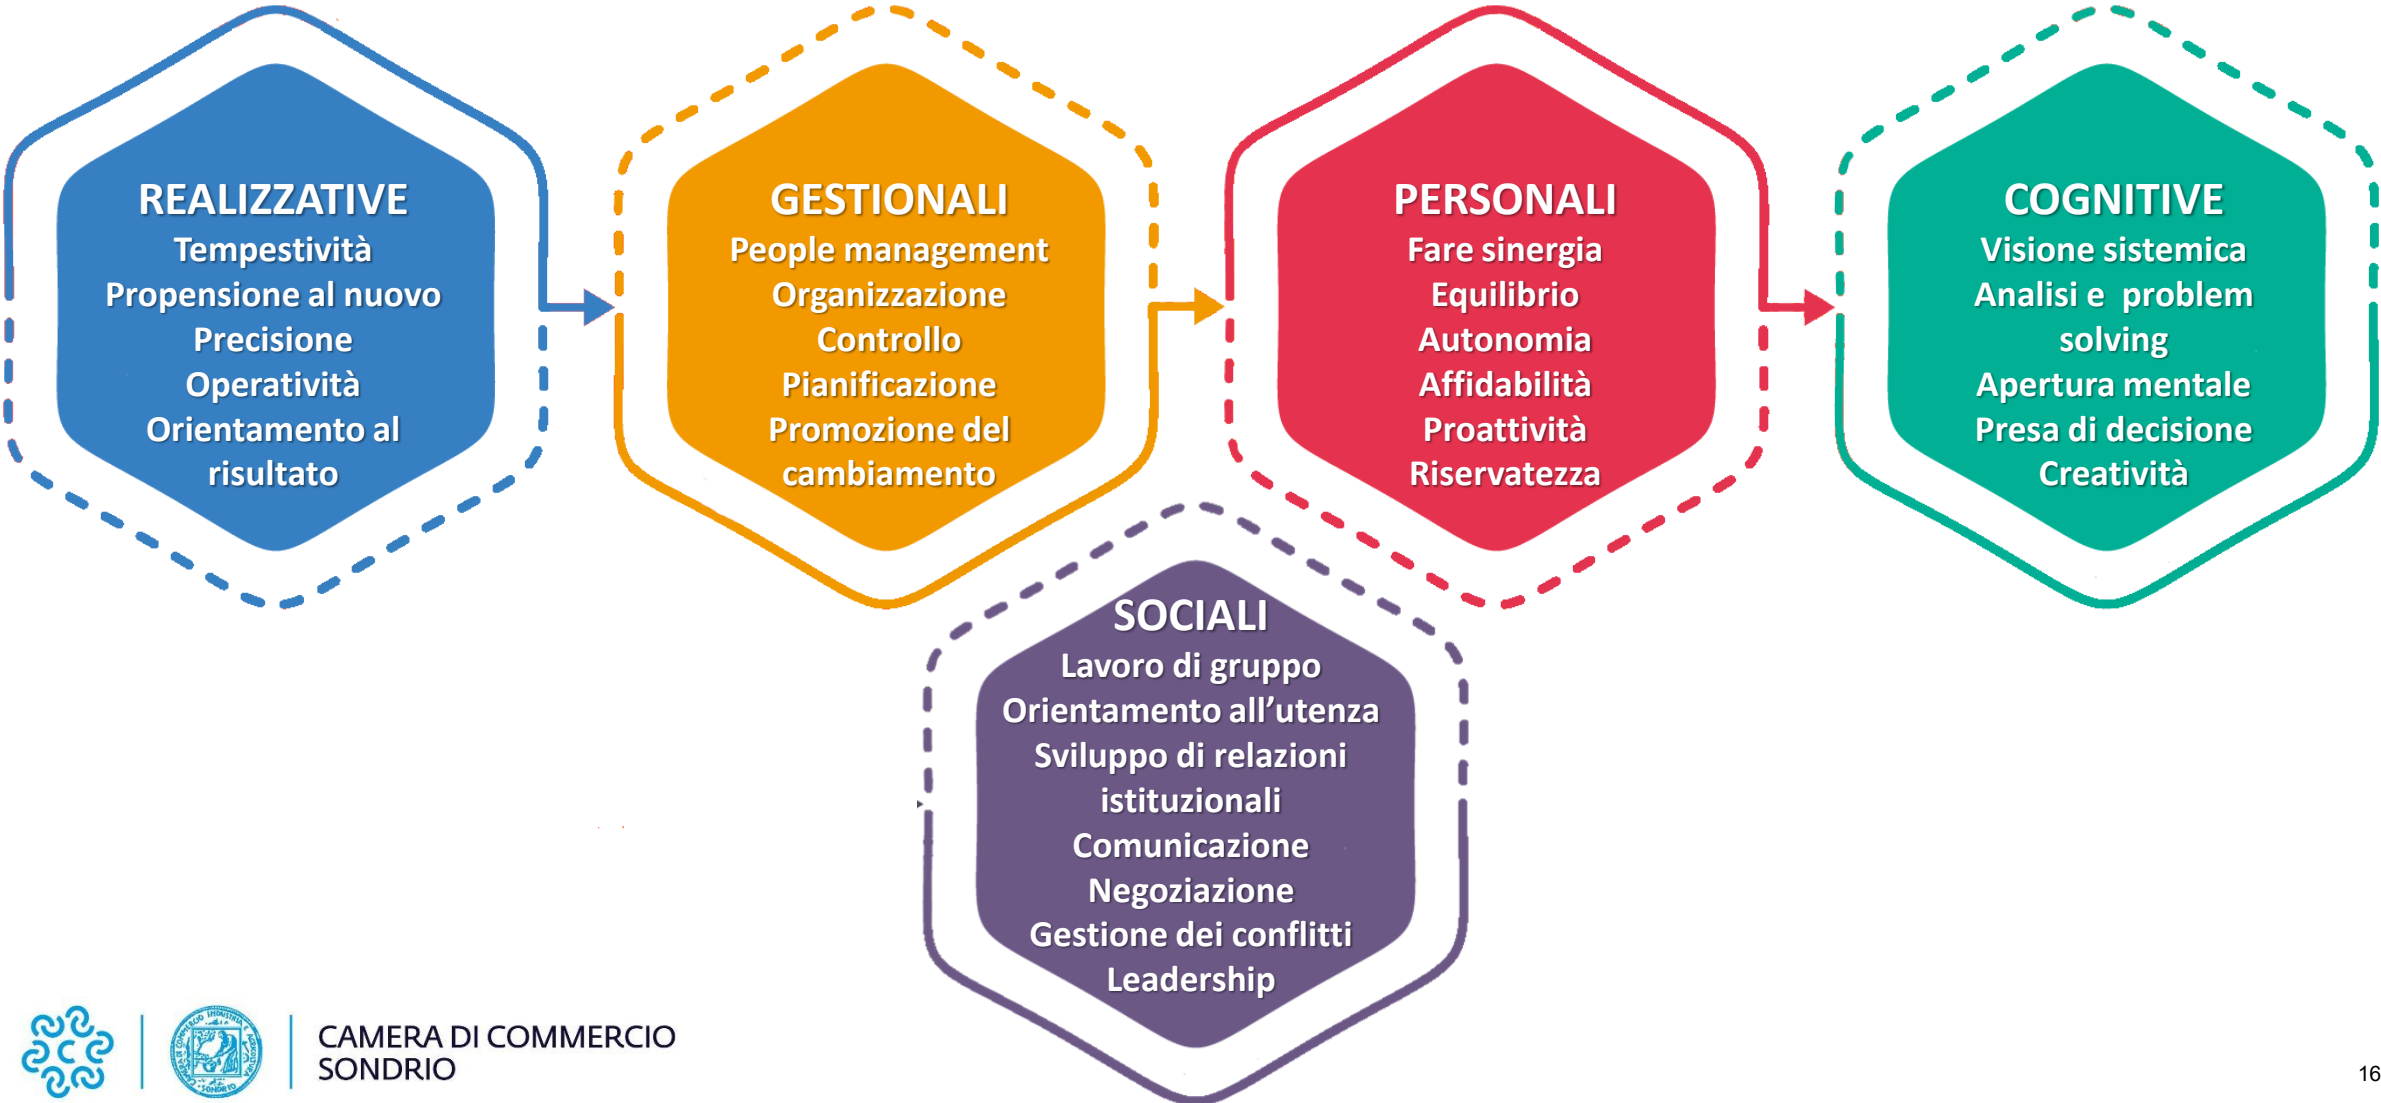 REALIZZATIVE
Tempestività
Propensione al nuovo
Precisione
Operatività
Orientamento al
risultato
GESTIONALI
People management
Organizzazione
Controllo
Pianificazione
Promozione del
cambiamento
PERSONALI
Fare sinergia
Equilibrio
Autonomia
Affidabilità
Proattività
Riservatezza
COGNITIVE
Visione sistemica
Analisi e  problem
solving
Apertura mentale
Presa di decisione
Creatività
SOCIALI
Lavoro di gruppo
Orientamento all’utenza
Sviluppo di relazioni
istituzionali
Comunicazione
Negoziazione
Gestione dei conflitti
Leadership
CAMERA DI COMMERCIO
SONDRIO
16